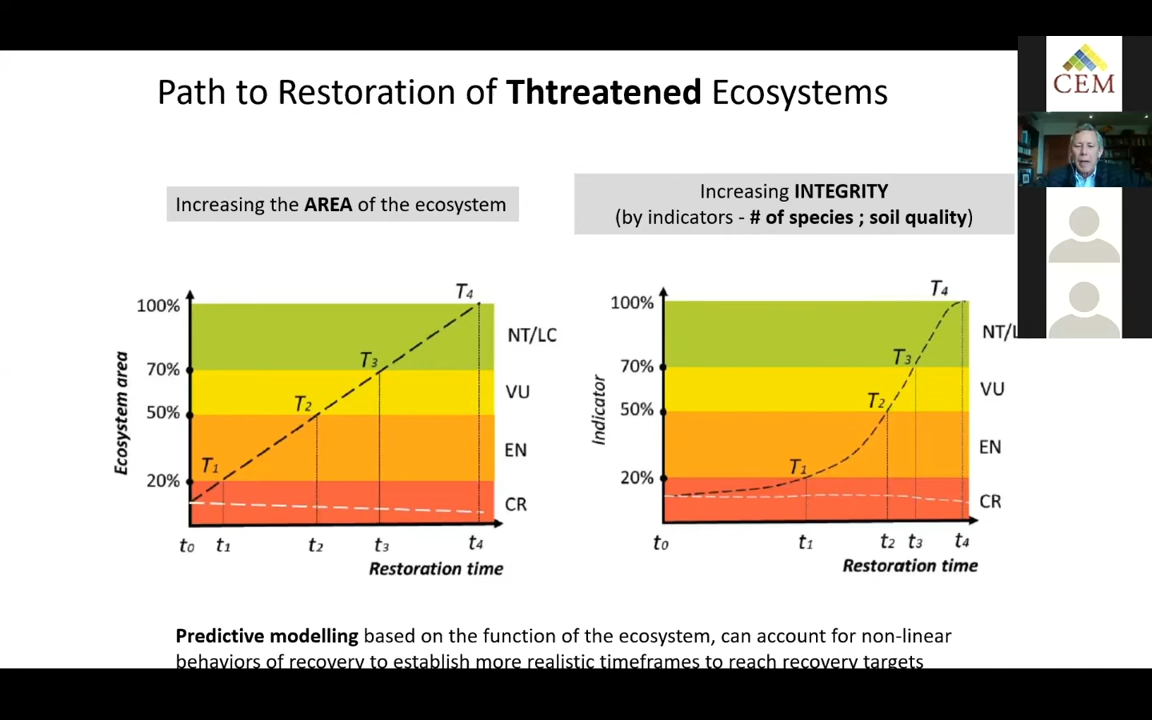 Path to Restoration of Thtreatened Ecosystems
CEM
Increasing the AREA of the ecosystem
Increasing INTEGRITY
(by indicators - # of species ; soil quality)
Ecosystem area
100%
70%
50%
20%
T₁
T₂
T₃
T₄
NT/LC
VU
EN
CR
t₀ t₁ t₂ t₃ t₄
Restoration time
Indicator
100%
70%
50%
20%
T₁
T₂
T₃
T₄
NT/L
VU
EN
CR
t₀ t₁ t₂ t₃ t₄
Restoration time
Predictive modelling based on the function of the ecosystem, can account for non-linear
behaviors of recovery to establish more realistic timeframes to reach recovery targets